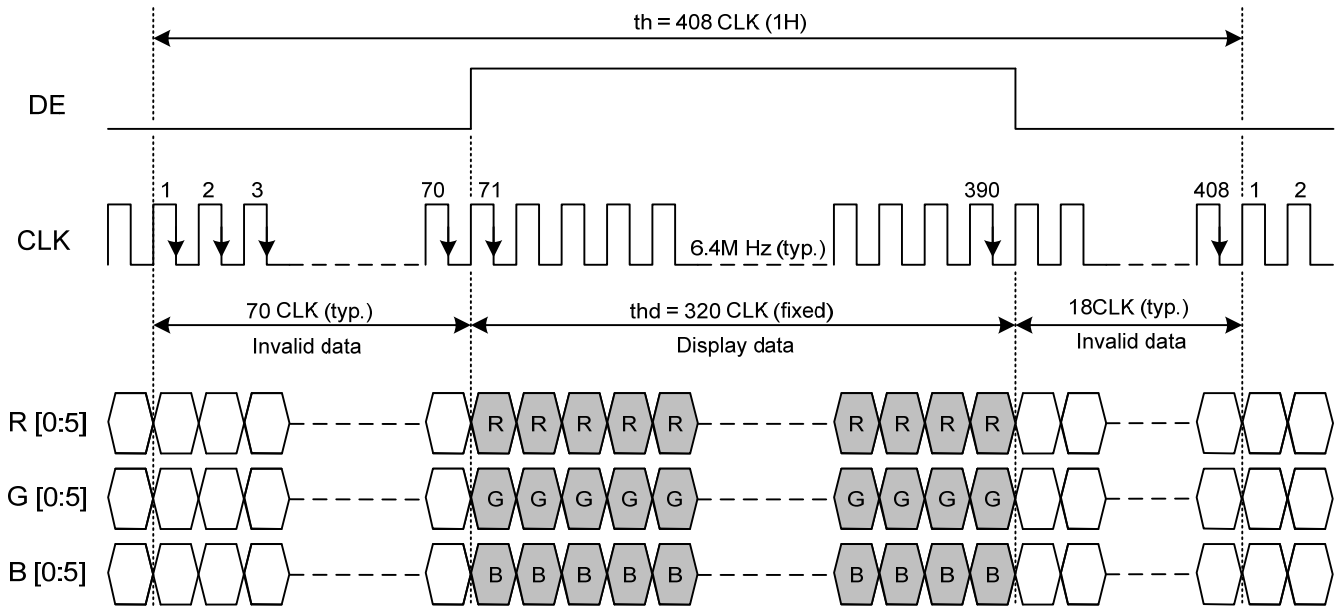 th = 408 CLK (1H)
DE
1 2 3 70 71 390 408 1 2
CLK
6.4M Hz (typ.)
70 CLK (typ.) thd = 320 CLK (fixed) 18CLK (typ.)
Invalid data Display data Invalid data
R [0:5] R R R R R R R R R
G [0:5] G G G G G G G G G
B [0:5] B B B B B B B B B